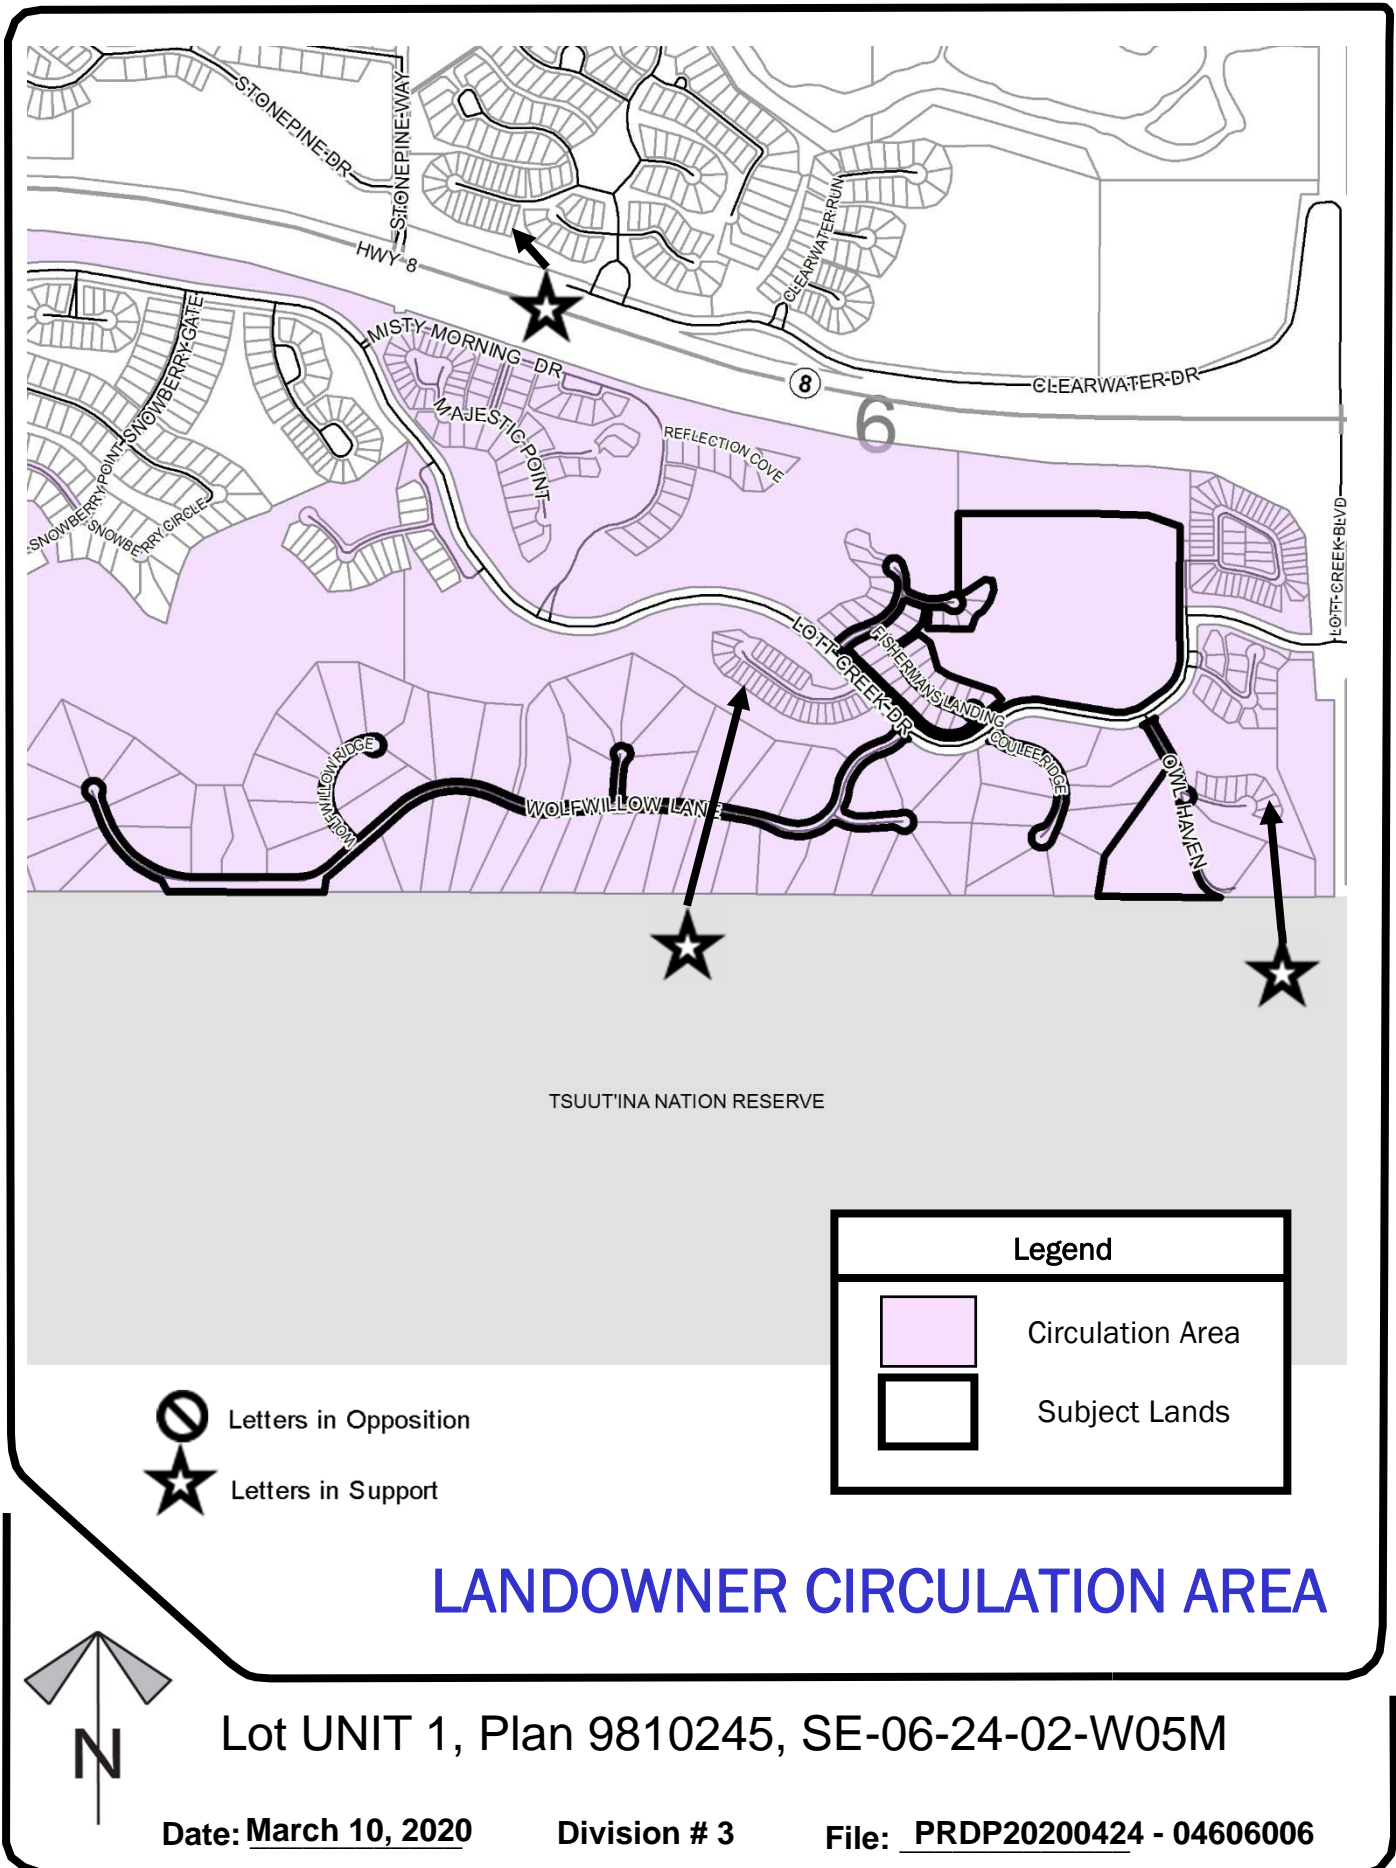 STONEPINE DR
STONEPINE WAY
HWY 8
CLEARWATER RUN
MISTY MORNING DR
8
CLEARWATER DR
6
SNOWBERRY GATE
MAJESTIC POINT
REFLECTION COVE
SNOWBERRY POINT
SNOWBERRY CIRCLE
LOTT CREEK BLVD
LOTT CREEK DR
FISHERMANS LANDING
COULEE RIDGE
WOLFWILLOW RIDGE
WOLFWILLOW LANE
OWL HAVEN
TSUUT'INA NATION RESERVE
Legend
Circulation Area
Subject Lands
Letters in Opposition
Letters in Support
LANDOWNER CIRCULATION AREA
N
Lot UNIT 1, Plan 9810245, SE-06-24-02-W05M
Date: March 10, 2020 Division # 3 File: PRDP20200424 - 04606006